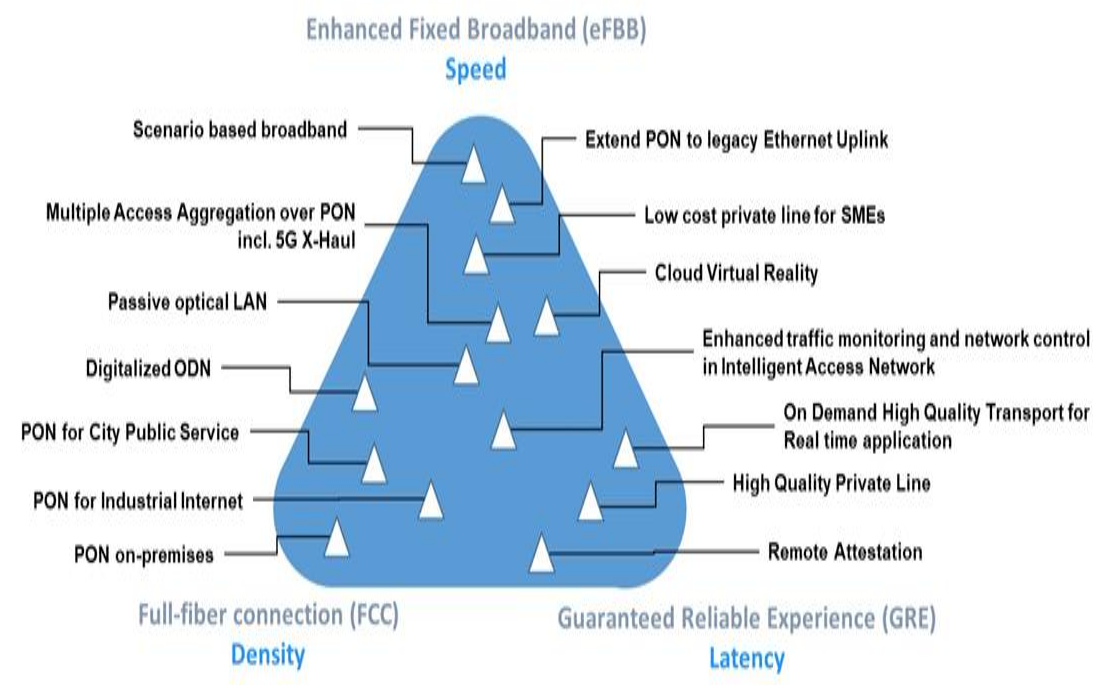 Enhanced Fixed Broadband (eFBB)
Speed
Scenario based broadband
Extend PON to legacy Ethernet Uplink
Multiple Access Aggregation over PON
incl. 5G X-Haul
Low cost private line for SMEs
Cloud Virtual Reality
Passive optical LAN
Enhanced traffic monitoring and network control
in Intelligent Access Network
Digitalized ODN
On Demand High Quality Transport for
Real time application
PON for City Public Service
High Quality Private Line
PON for Industrial Internet
PON on-premises
Remote Attestation
Full-fiber connection (FCC)
Density
Guaranteed Reliable Experience (GRE)
Latency